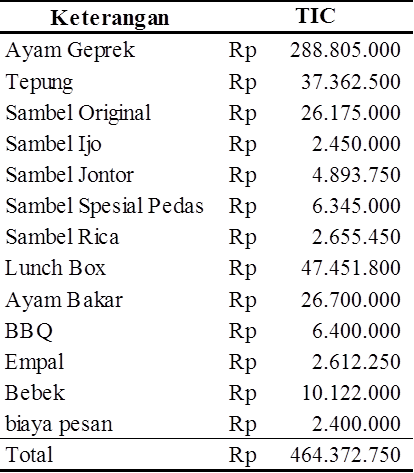 Keterangan TIC
Ayam Geprek Rp 288.805.000
Tepung Rp 37.362.500
Sambel Original Rp 26.175.000
Sambel Ijo Rp 2.450.000
Sambel Jontor Rp 4.893.750
Sambel Spesial Pedas Rp 6.345.000
Sambel Rica Rp 2.655.450
Lunch Box Rp 47.451.800
Ayam Bakar Rp 26.700.000
BBQ Rp 6.400.000
Empal Rp 2.612.250
Bebek Rp 10.122.000
biaya pesan Rp 2.400.000
Total Rp 464.372.750